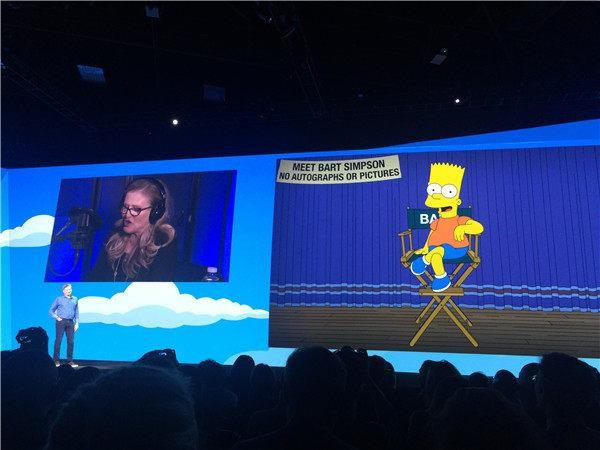 MEET BART SIMPSON
NO AUTOGRAPHS OR PICTURES
BA